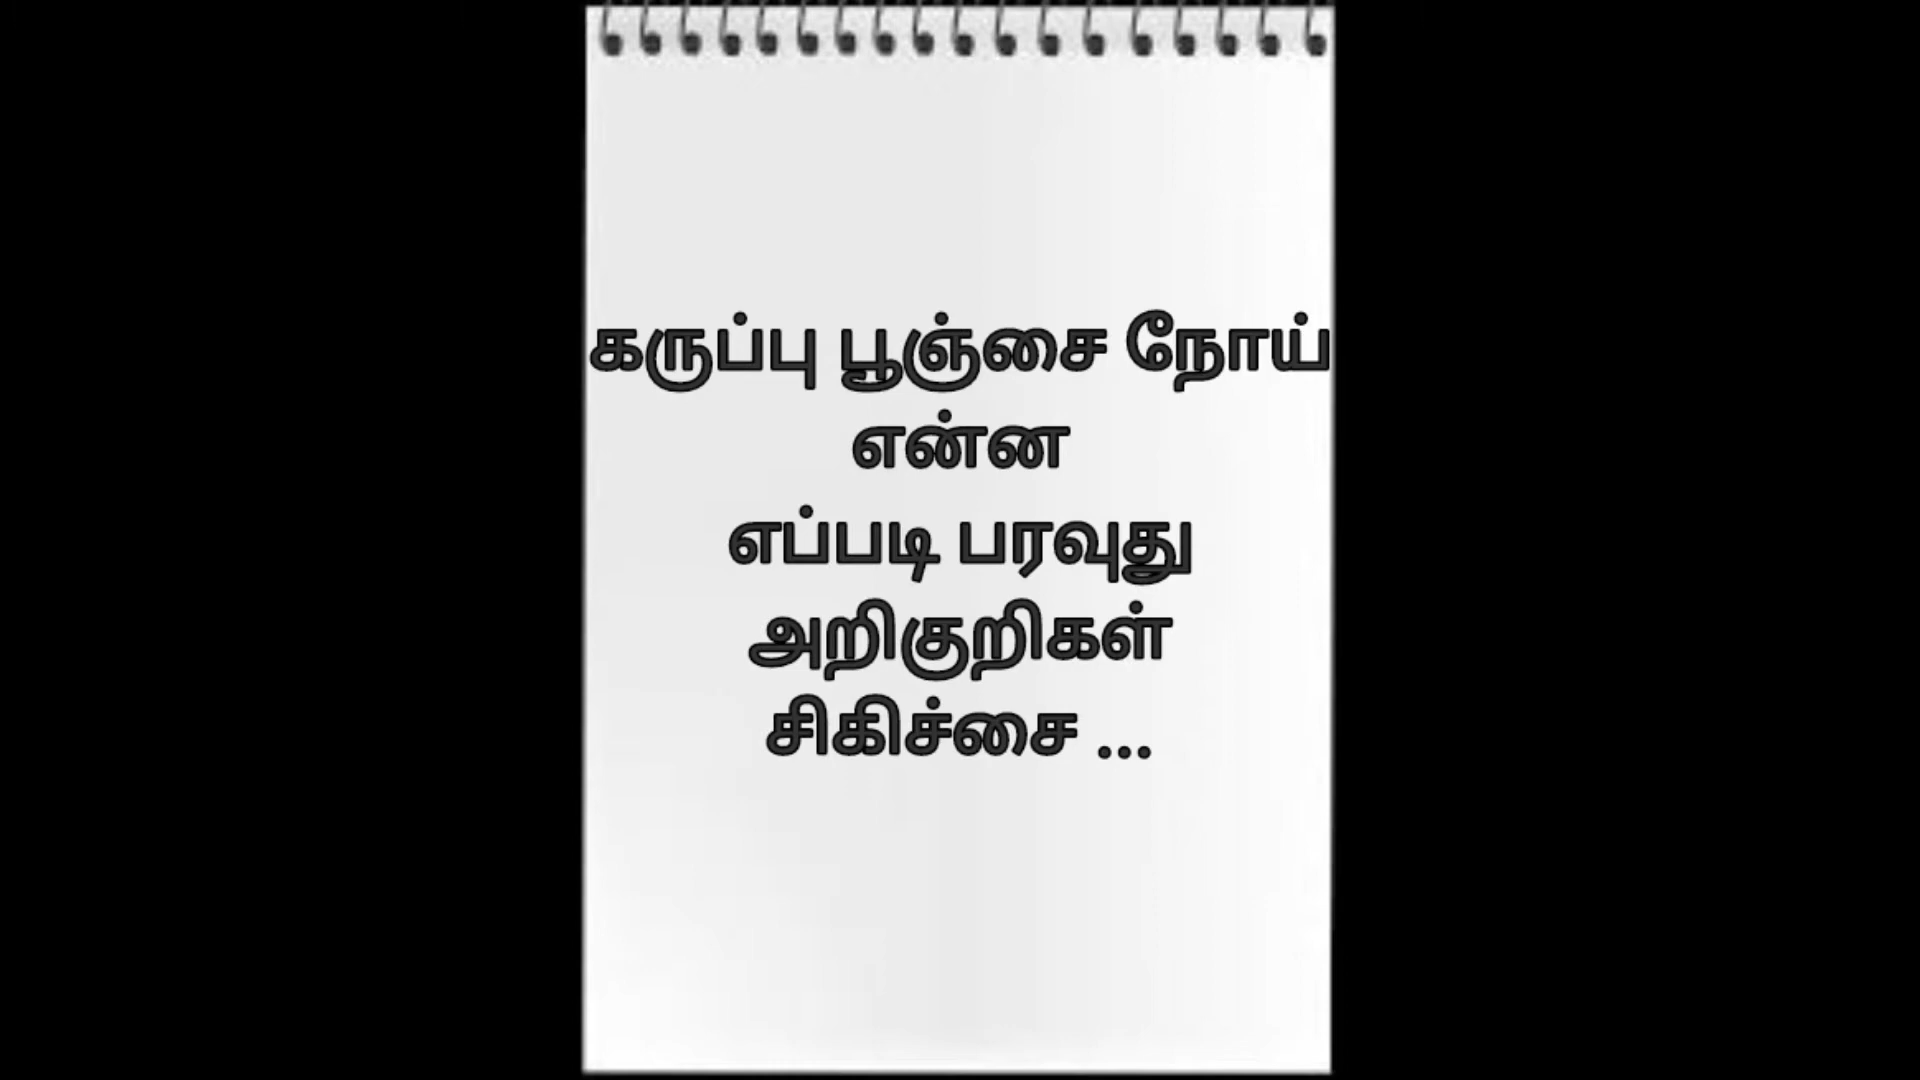 கருப்பு பூஞ்சை நோய்
என்ன
எப்படி பரவுது
அறிகுறிகள்
சிகிச்சை ...